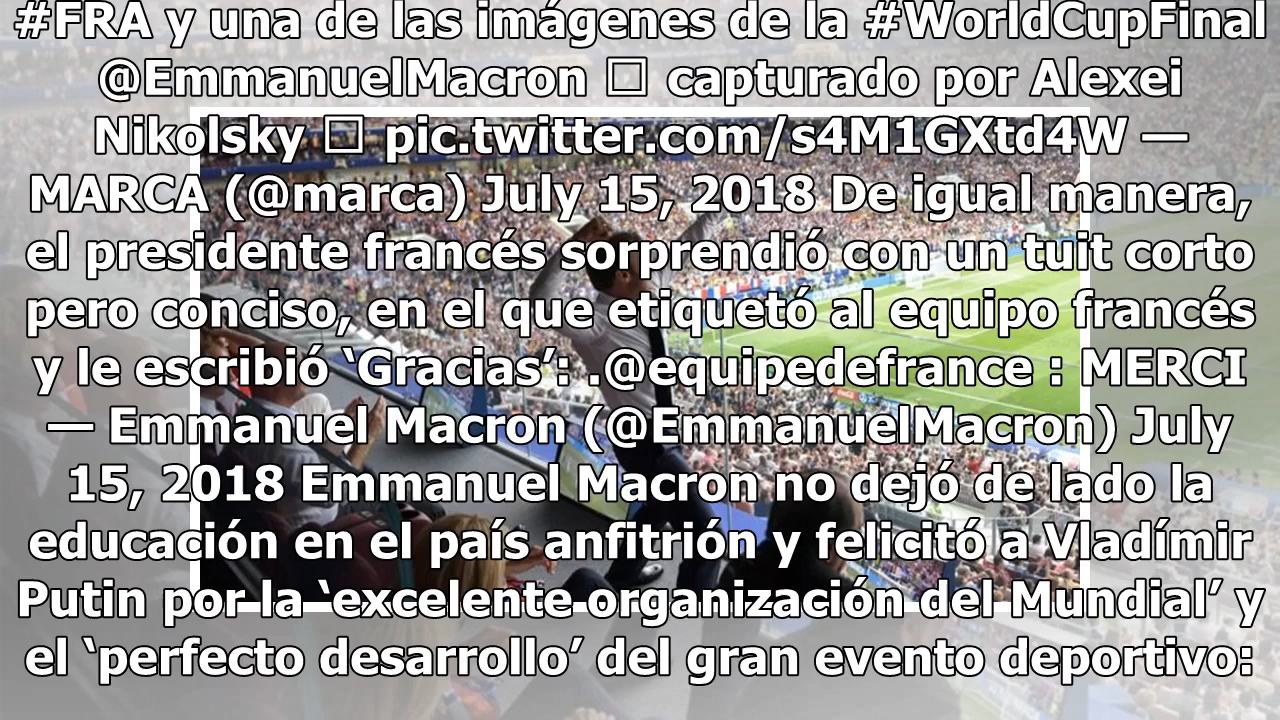 #FRA y una de las imágenes de la #WorldCupFinal
@EmmanuelMacron □ capturado por Alexei
Nikolsky □ pic.twitter.com/s4M1GXtd4W —
MARCA (@marca) July 15, 2018 De igual manera,
el presidente francés sorprendió con un tuit corto
pero conciso, en el que etiquetó al equipo francés
y le escribió ‘Gracias’: .@equipedefrance : MERCI
— Emmanuel Macron (@EmmanuelMacron) July
15, 2018 Emmanuel Macron no dejó de lado la
educación en el país anfitrión y felicitó a Vladímir
Putin por la ‘excelente organización del Mundial’ y
el ‘perfecto desarrollo’ del gran evento deportivo: